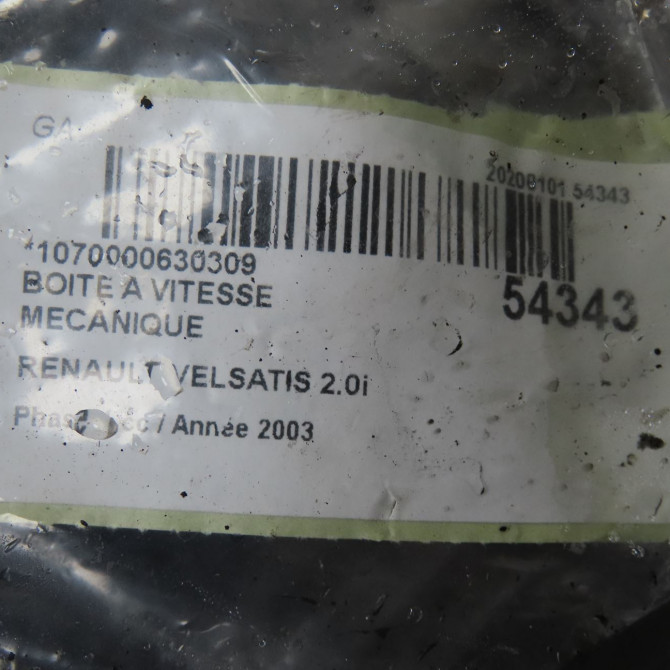 GA
20200101 54343
*1070000630309
54343
BOITE A VITESSE
MECANIQUE
RENAULT VELSATIS 2.0i
/ Année 2003